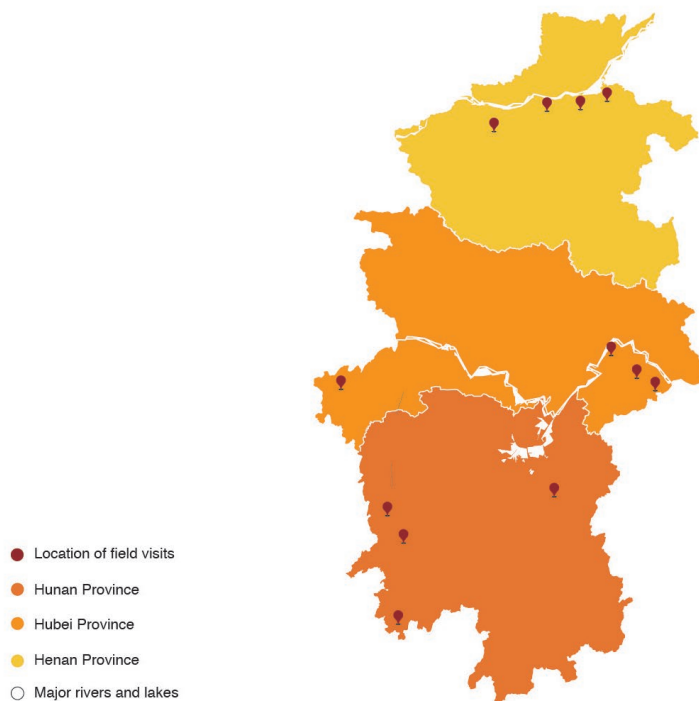 Location of field visits
Hunan Province
Hubei Province
Henan Province
Major rivers and lakes